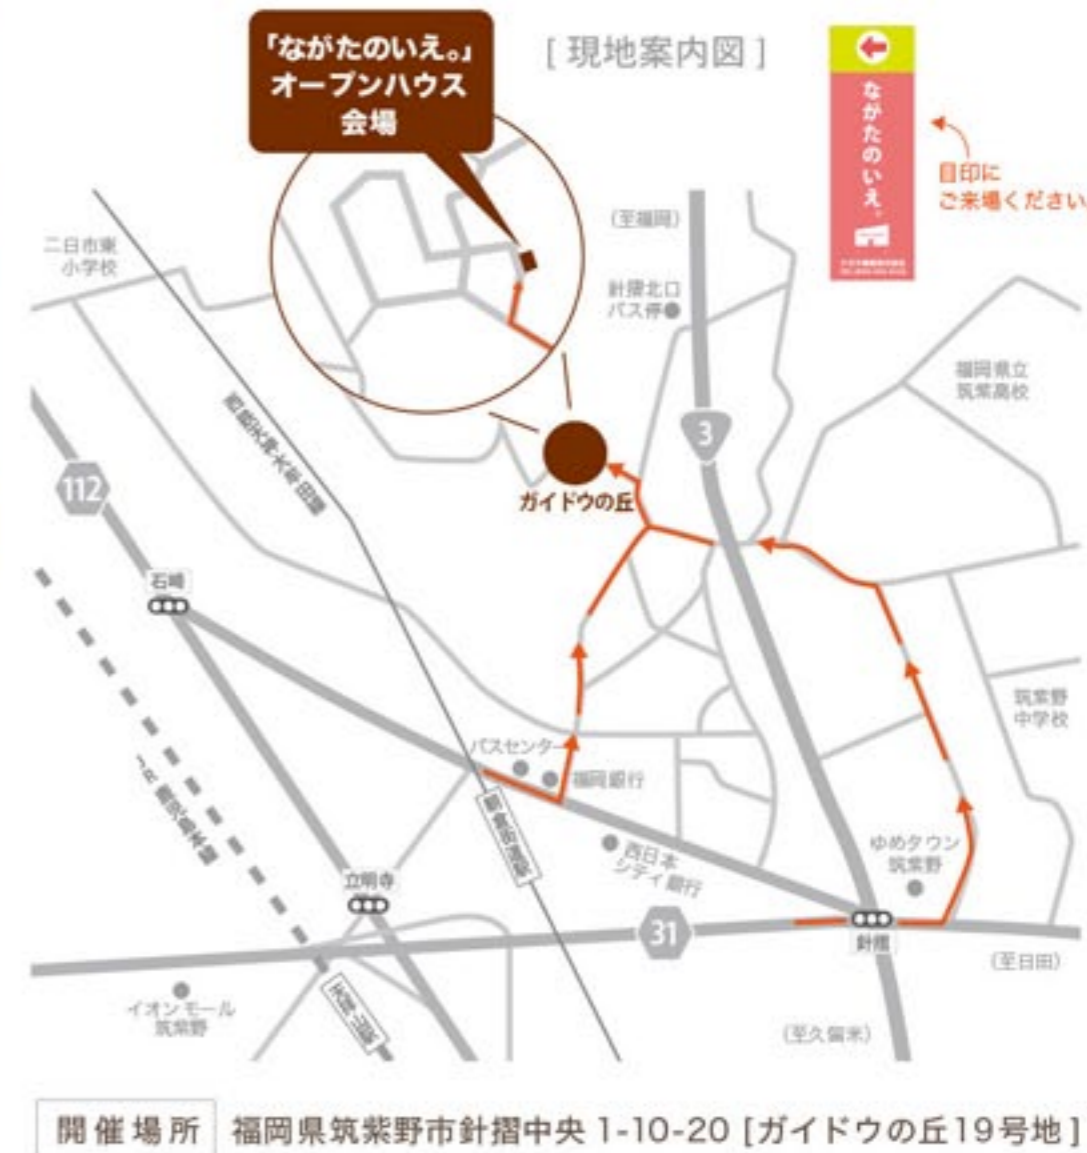 「ながたのいえ。」
オープンハウス
会場
[ 現地案内図 ]
ながたのいえ。
目印に
ご来場ください
二日市東
小学校
(至福岡)
針摺北口
バス停
福岡県立
筑紫高校
3
西鉄天神大牟田線
112
ガイドウの丘
石崎
筑紫野
中学校
バスセンター
福岡銀行
JR鹿児島本線
朝倉街道駅
西日本
シティ銀行
ゆめタウン
筑紫野
立明寺
31
針摺
(至日田)
イオンモール
筑紫野
天拝山駅
(至久留米)
開催場所 福岡県筑紫野市針摺中央 1-10-20 [ガイドウの丘19号地]